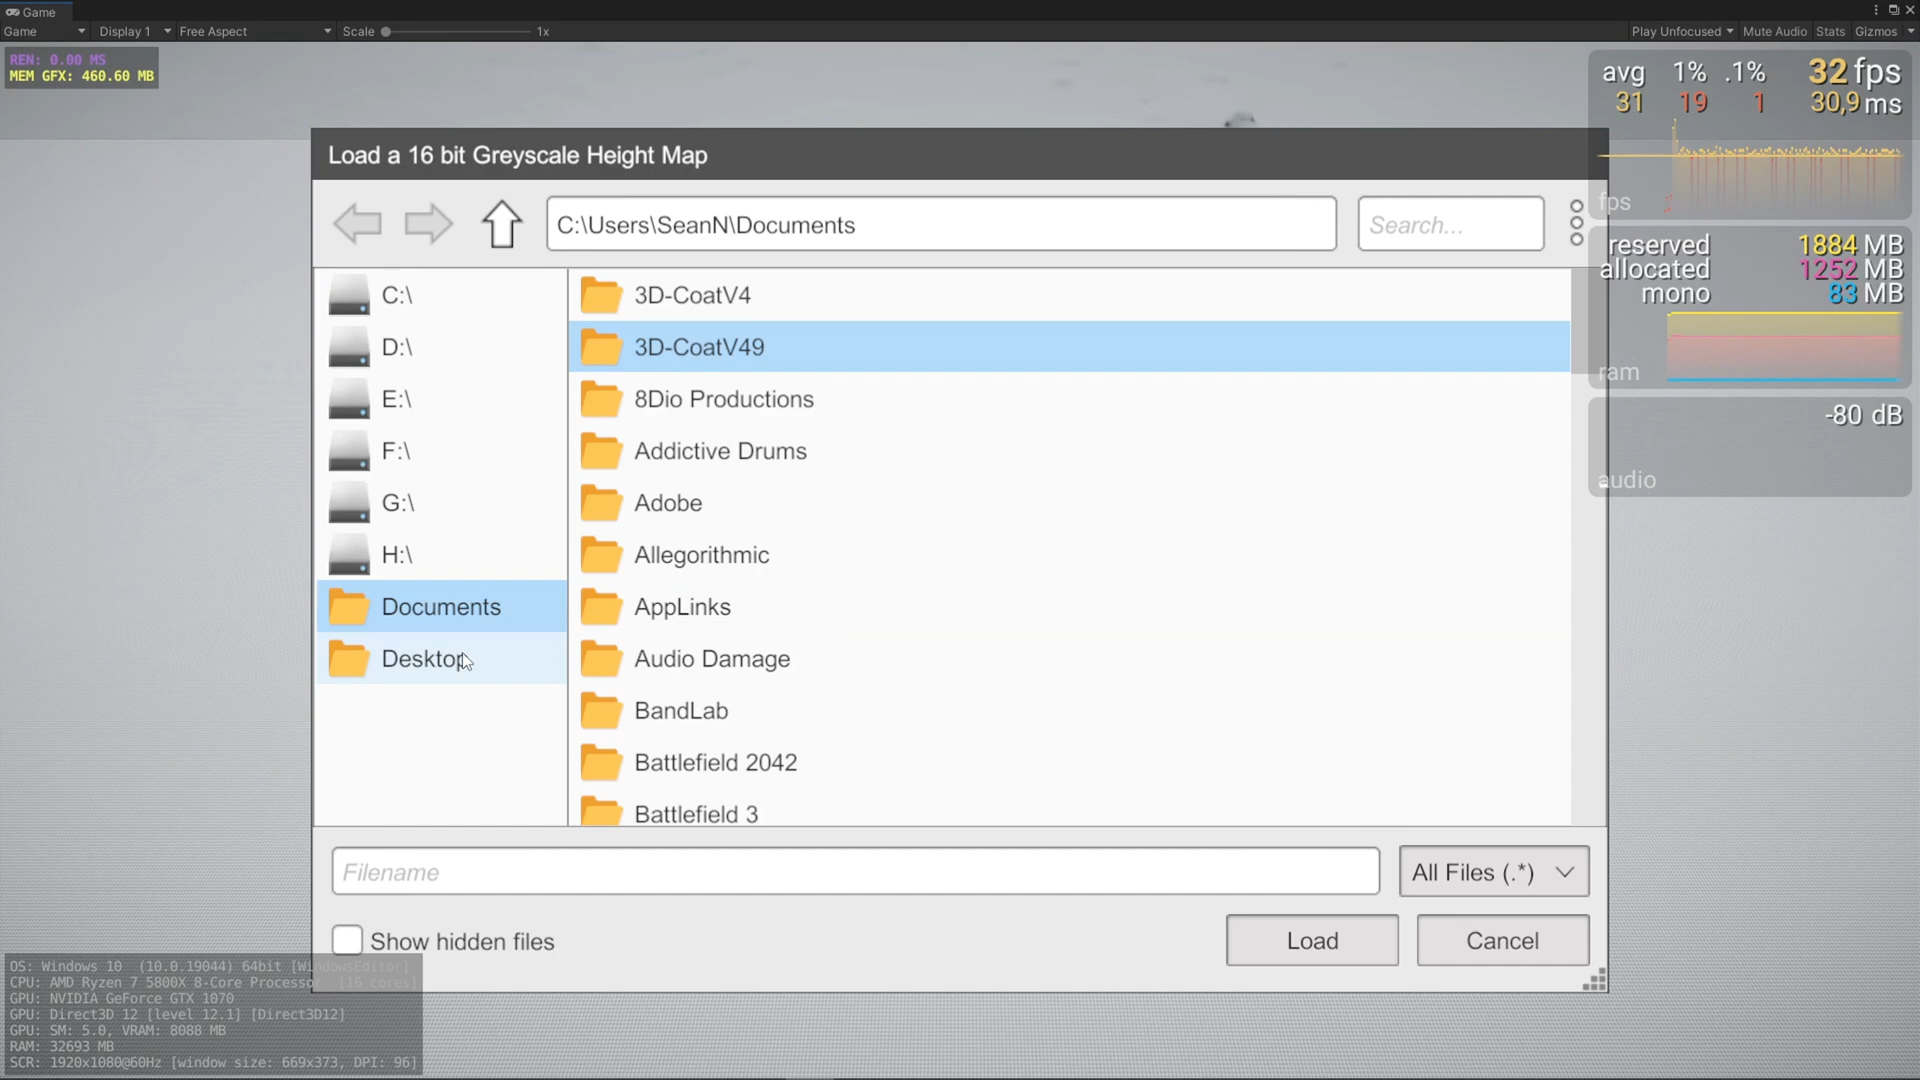 Game
Game
Display 1
Free Aspect
Scale
1x
Play Unfocused
Mute Audio
Stats
Gizmos
REN: 0.00 MS
MEM GFX: 460.60 MB
avg 1% .1% 32 fps
31 19 1 30,9 ms
fps
reserved 1884 MB
allocated 1252 MB
mono 83 MB
ram
-80 dB
audio
Load a 16 bit Greyscale Height Map
C:\Users\SeanN\Documents
Search...
C:\
D:\
E:\
F:\
G:\
H:\
Documents
Desktop
3D-CoatV4
3D-CoatV49
8Dio Productions
Addictive Drums
Adobe
Allegorithmic
AppLinks
Audio Damage
BandLab
Battlefield 2042
Battlefield 3
Filename
All Files (.*)
Show hidden files
Load
Cancel
OS: Windows 10 (10.0.19044) 64bit [WindowsEditor]
CPU: AMD Ryzen 7 5800X 8-Core Processor [16 cores]
GPU: NVIDIA GeForce GTX 1070
GPU: Direct3D 12 [level 12.1] [Direct3D12]
GPU: SM: 5.0, VRAM: 8088 MB
RAM: 32693 MB
SCR: 1920x1080@60Hz [window size: 669x373, DPI: 96]